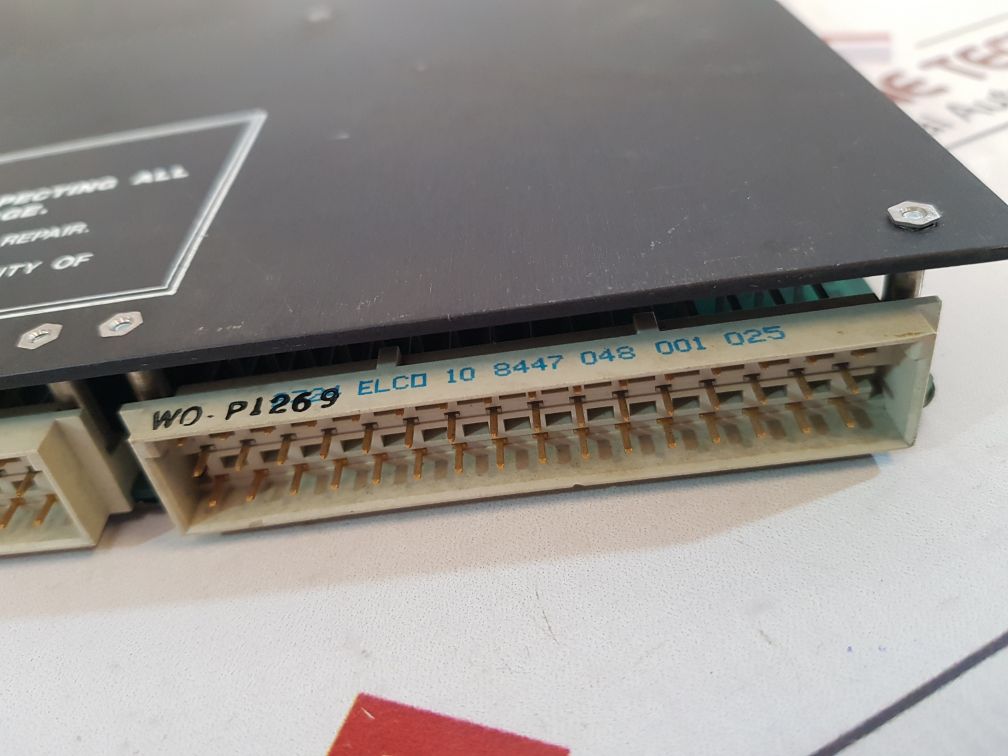 PECTING ALL
GE.
REPAIR.
ITY OF
ELCO 10 8447 048 001 025
WO-P1269